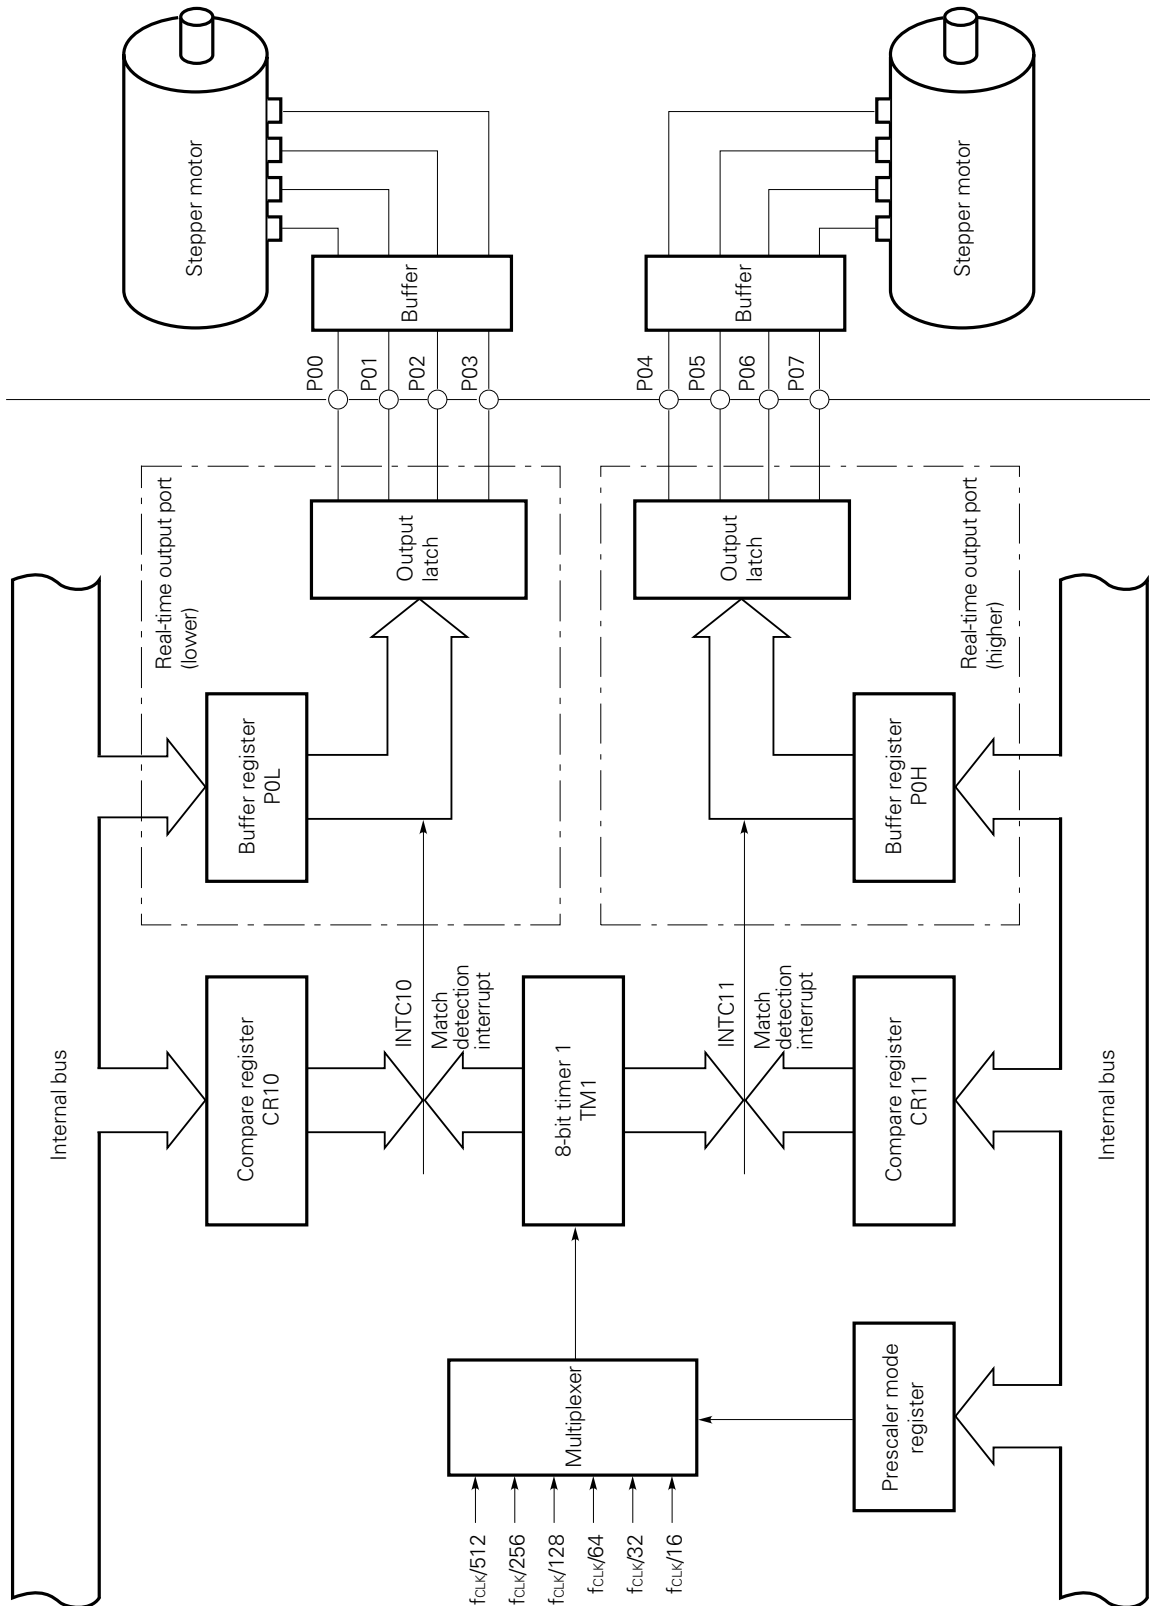 Internal bus
Compare register
CR10
Buffer register
P0L
Real-time output port
(lower)
Output
latch
P00
P01
P02
P03
Buffer
Stepper motor
INTC10
Match
detection
interrupt
fCLK/512
fCLK/256
fCLK/128
fCLK/64
fCLK/32
fCLK/16
Multiplexer
8-bit timer 1
TM1
INTC11
Match
detection
interrupt
Output
latch
P04
P05
P06
P07
Buffer
Stepper motor
Prescaler mode
register
Compare register
CR11
Buffer register
P0H
Real-time output port
(higher)
Internal bus